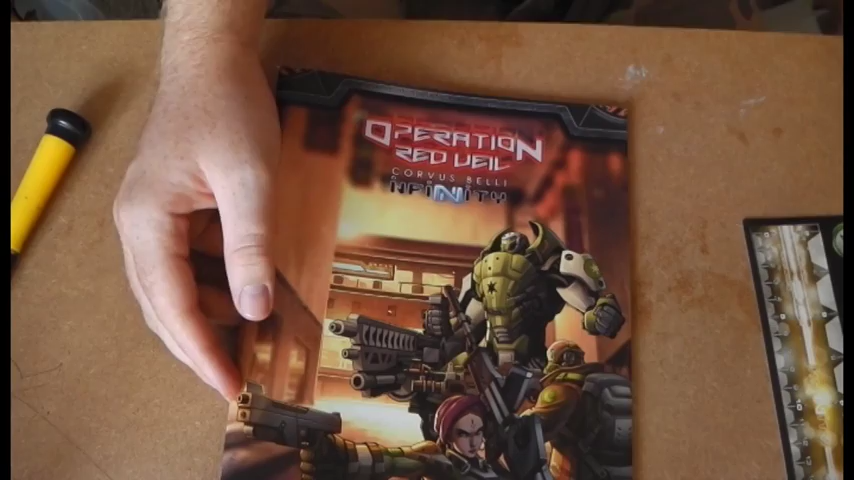 OPERATION
RED VEIL
CORVUS BELLI
INFINITY